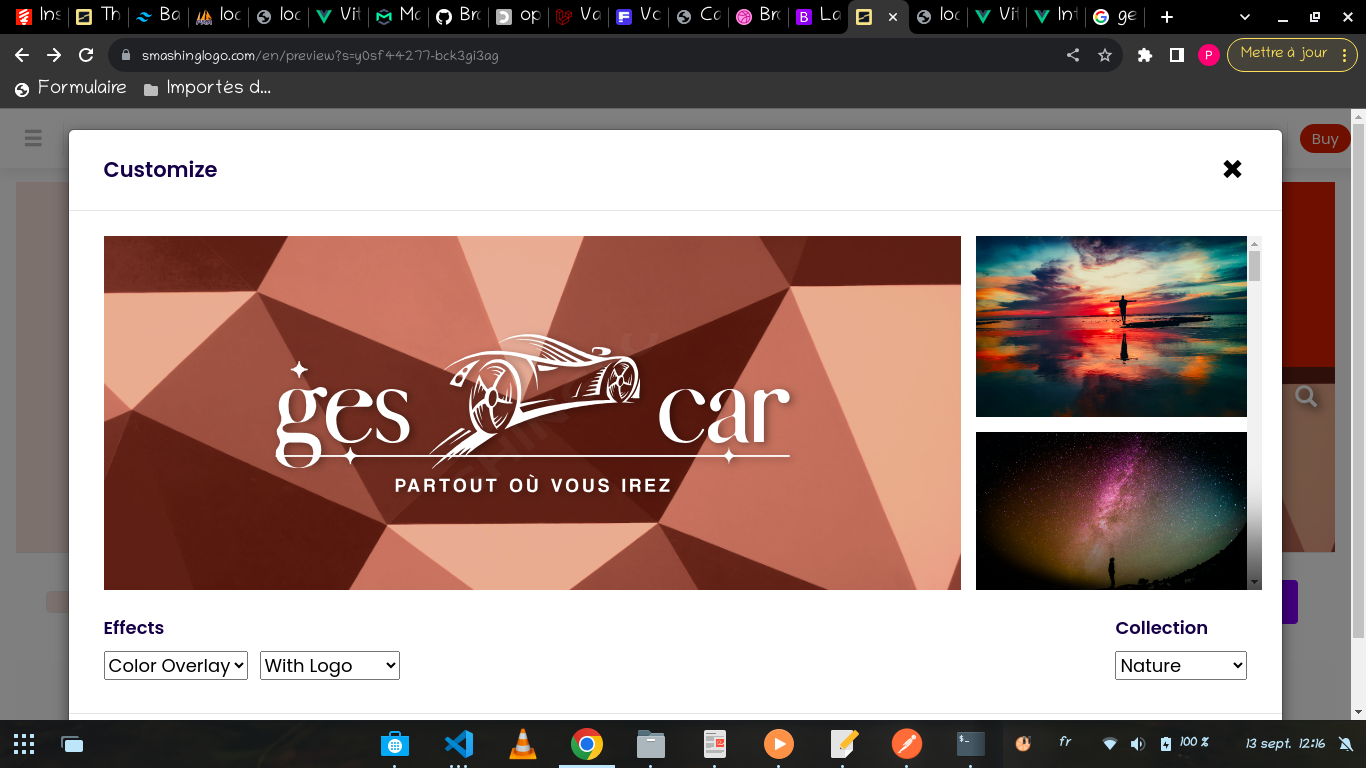 Ins
Th
Ba
loc
loc
Vit
Ma
Bro
op
Va
Vo
Ca
Bro
La
loc
Vit
Int
ge
smashinglogo.com/en/preview?s=y0sf44277-bck3gi3ag
P
Mettre à jour
Formulaire
Importés d...
Buy
Customize
ges car
PARTOUT OÙ VOUS IREZ
Effects
Collection
Color Overlay
With Logo
Nature
fr
100 %
13 sept. 12:16